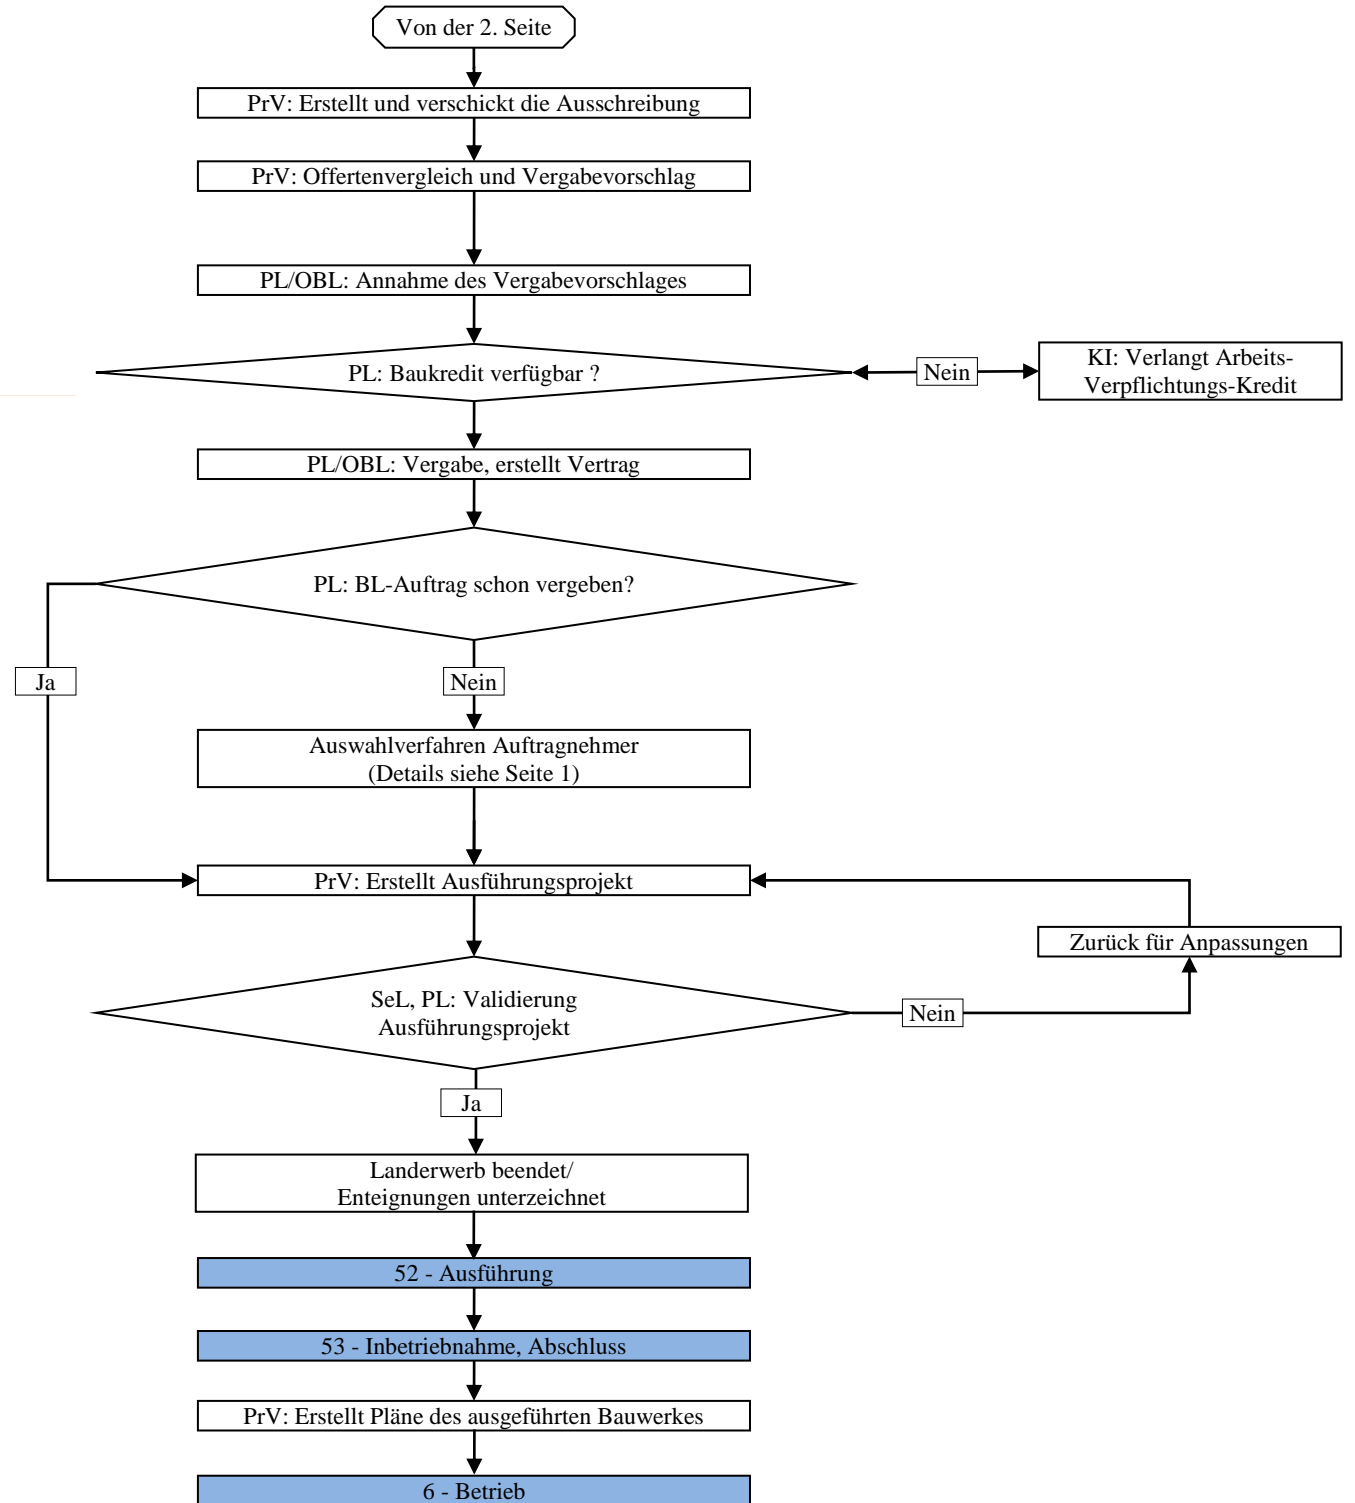 Von der 2. Seite
PrV: Erstellt und verschickt die Ausschreibung
PrV: Offertenvergleich und Vergabevorschlag
PL/OBL: Annahme des Vergabevorschlages
PL: Baukredit verfügbar ?
Nein
KI: Verlangt Arbeits-
Verpflichtungs-Kredit
PL/OBL: Vergabe, erstellt Vertrag
PL: BL-Auftrag schon vergeben?
Ja
Nein
Auswahlverfahren Auftragnehmer
(Details siehe Seite 1)
PrV: Erstellt Ausführungsprojekt
Zurück für Anpassungen
SeL, PL: Validierung
Ausführungsprojekt
Nein
Ja
Landerwerb beendet/
Enteignungen unterzeichnet
52 - Ausführung
53 - Inbetriebnahme, Abschluss
PrV: Erstellt Pläne des ausgeführten Bauwerkes
6 - Betrieb